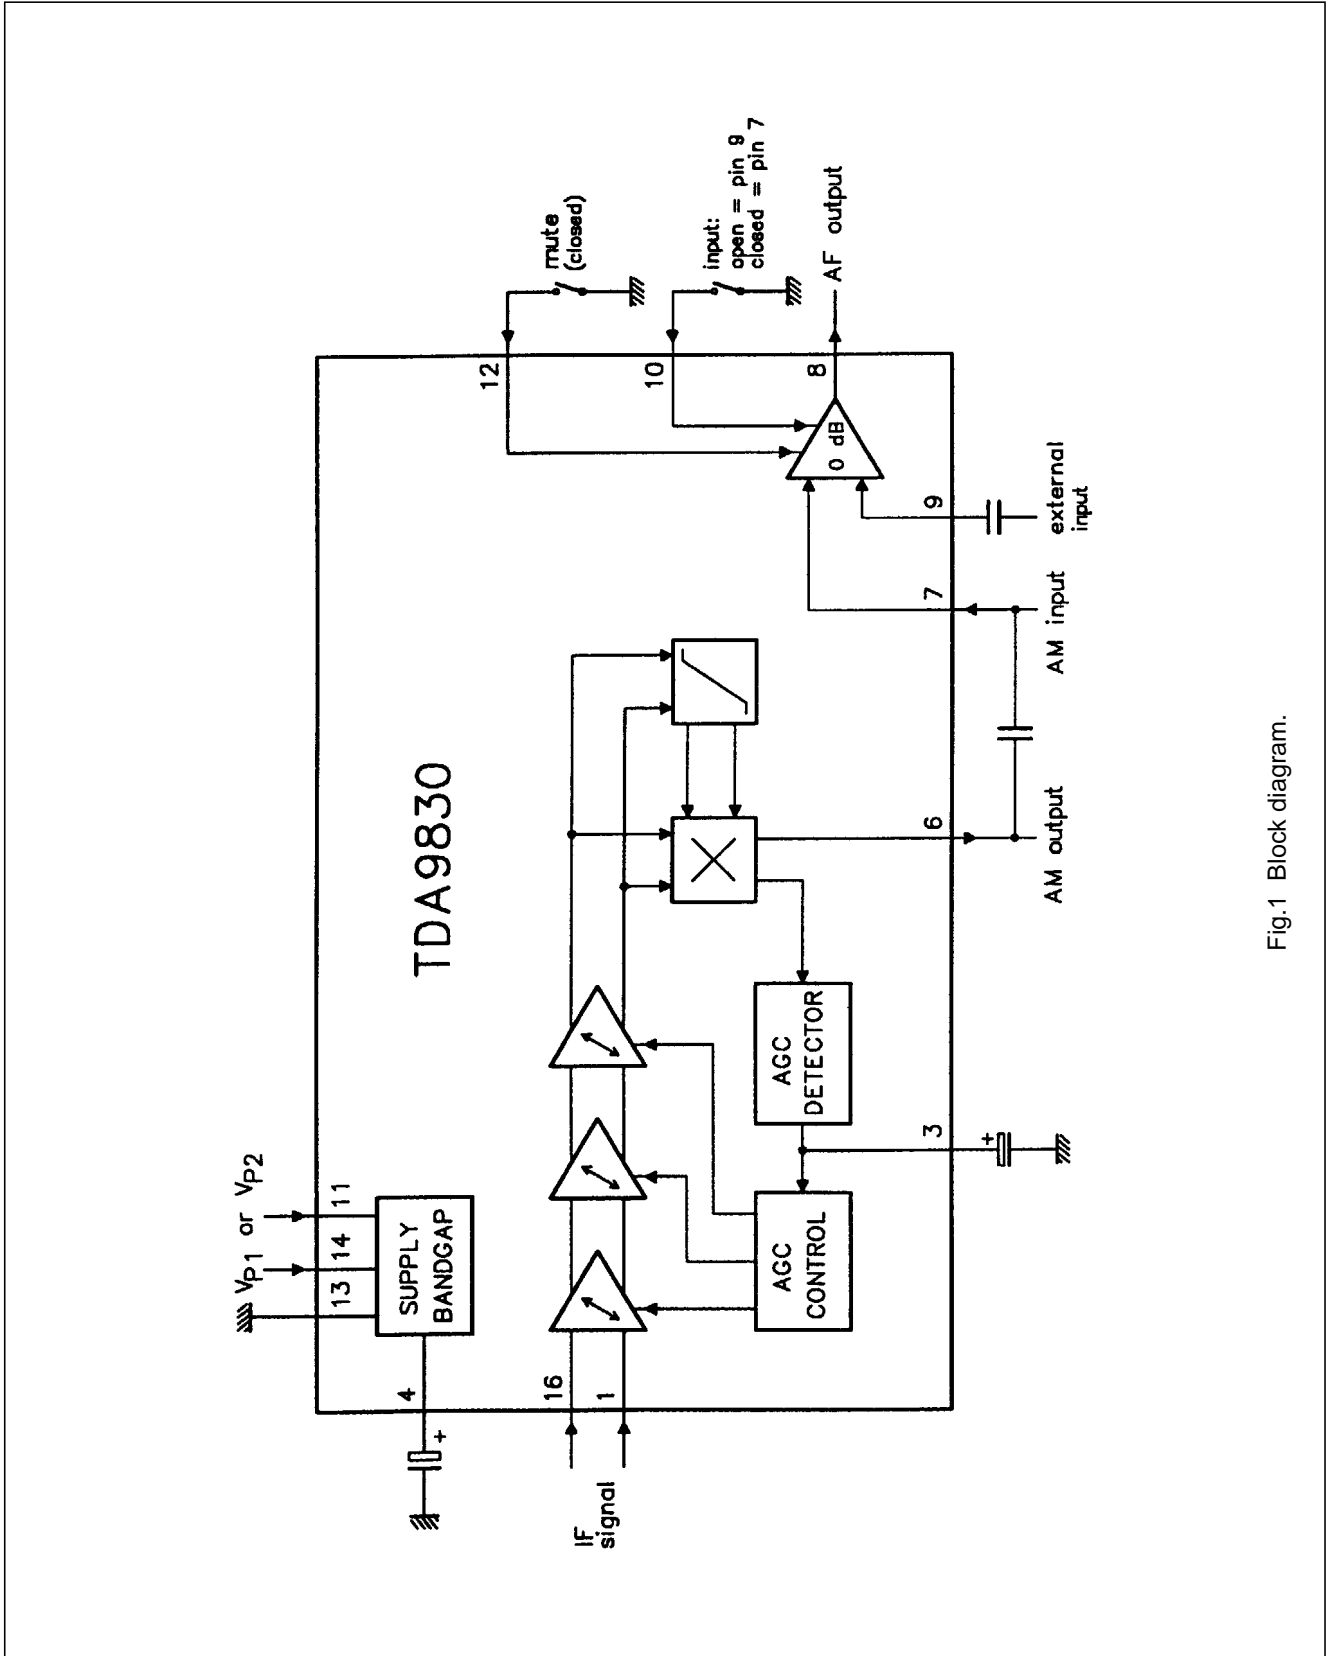 VP1 or VP2
13
14
11
4
SUPPLY
BANDGAP
TDA9830
12
mute
(closed)
10
input:
open = pin 9
closed = pin 7
16
1
IF
signal
8
AF output
0 dB
AGC
CONTROL
AGC
DETECTOR
3
+
+
6
7
9
AM output
AM input
external
input
Fig.1 Block diagram.